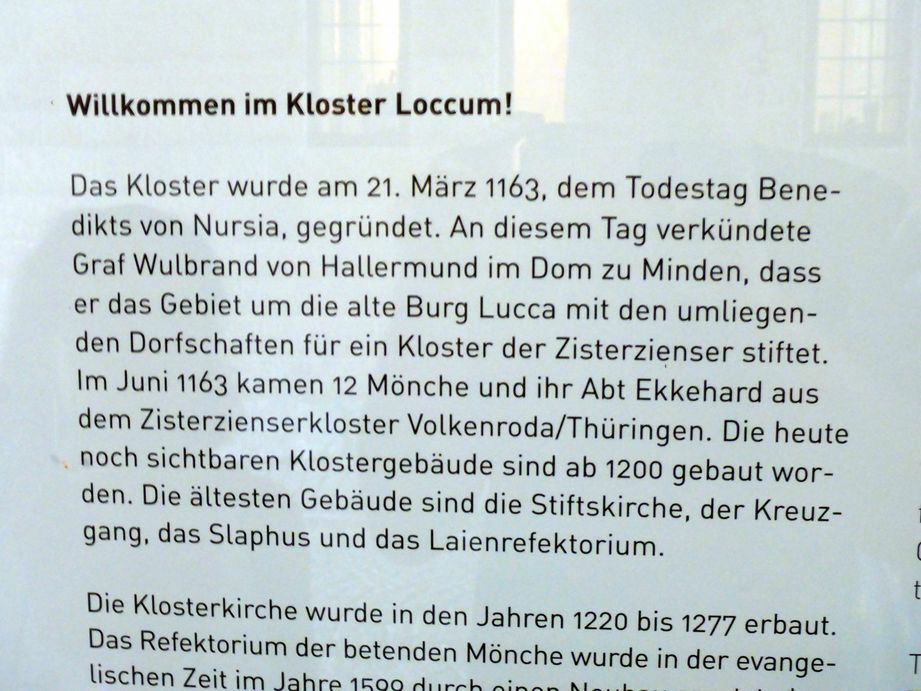 Willkommen im Kloster Loccum!
Das Kloster wurde am 21. März 1163, dem Todestag Bene-
dikts von Nursia, gegründet. An diesem Tag verkündete
Graf Wulbrand von Hallermund im Dom zu Minden, dass
er das Gebiet um die alte Burg Lucca mit den umliegen-
den Dorfschaften für ein Kloster der Zisterzienser stiftet.
Im Juni 1163 kamen 12 Mönche und ihr Abt Ekkehard aus
dem Zisterzienserkloster Volkenroda/Thüringen. Die heute
noch sichtbaren Klostergebäude sind ab 1200 gebaut wor-
den. Die ältesten Gebäude sind die Stiftskirche, der Kreuz-
gang, das Slaphus und das Laienrefektorium.
Die Klosterkirche wurde in den Jahren 1220 bis 1277 erbaut.
Das Refektorium der betenden Mönche wurde in der evange-
lischen Zeit im Jahre 1599 durch einen